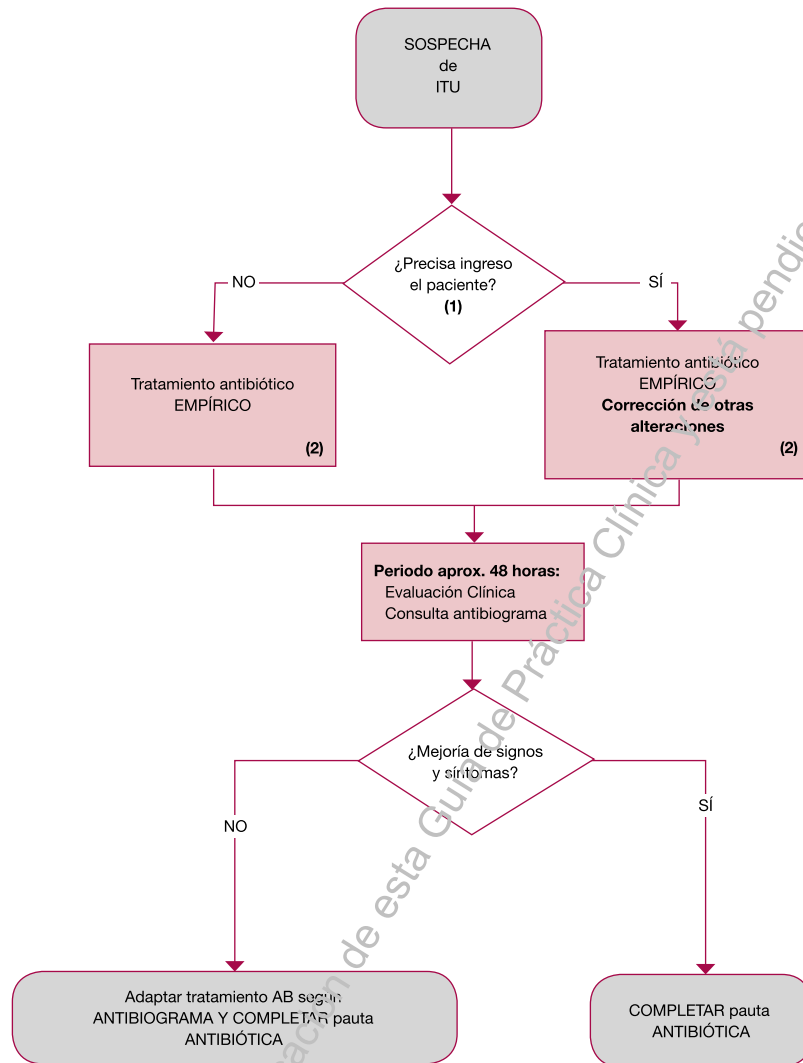 SOSPECHA
de
ITU
¿Precisa ingreso
el paciente?
(1)
NO
SÍ
Tratamiento antibiótico
EMPÍRICO
(2)
Tratamiento antibiótico
EMPÍRICO
Corrección de otras
alteraciones
(2)
Periodo aprox. 48 horas:
Evaluación Clínica
Consulta antibiograma
¿Mejoría de signos
y síntomas?
NO
SÍ
Adaptar tratamiento AB según
ANTIBIOGRAMA Y COMPLETAR pauta
ANTIBIÓTICA
COMPLETAR pauta
ANTIBIÓTICA
de esta Guía de Práctica Clínica y está